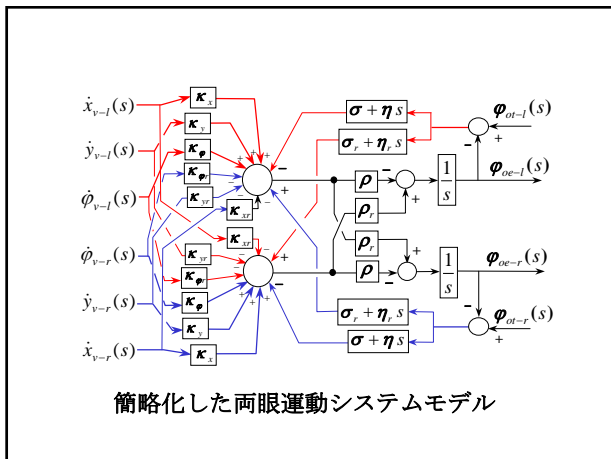 ẋ_{v-l}(s)
κ_x
σ + η s
φ_{ot-l}(s)
ẏ_{v-l}(s)
κ_y
σ_r + η_r s
φ̇_{v-l}(s)
κ_φ
κ_{φr}
κ_{yr}
κ_{xr}
ρ
1/s
φ_{oe-l}(s)
ρ_r
κ_{xr}
ρ_r
φ̇_{v-r}(s)
κ_{yr}
κ_{φr}
ρ
1/s
φ_{oe-r}(s)
ẏ_{v-r}(s)
κ_φ
κ_y
σ_r + η_r s
φ_{ot-r}(s)
ẋ_{v-r}(s)
κ_x
σ + η s
簡略化した両眼運動システムモデル